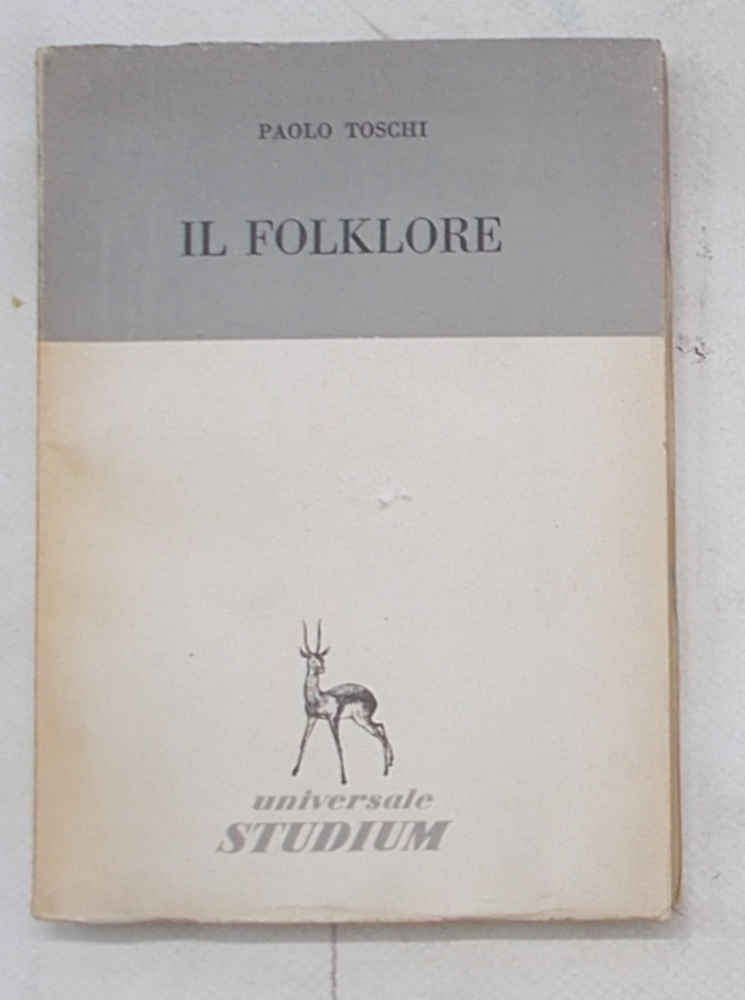 PAOLO TOSCHI
IL FOLKLORE
universale
STUDIUM